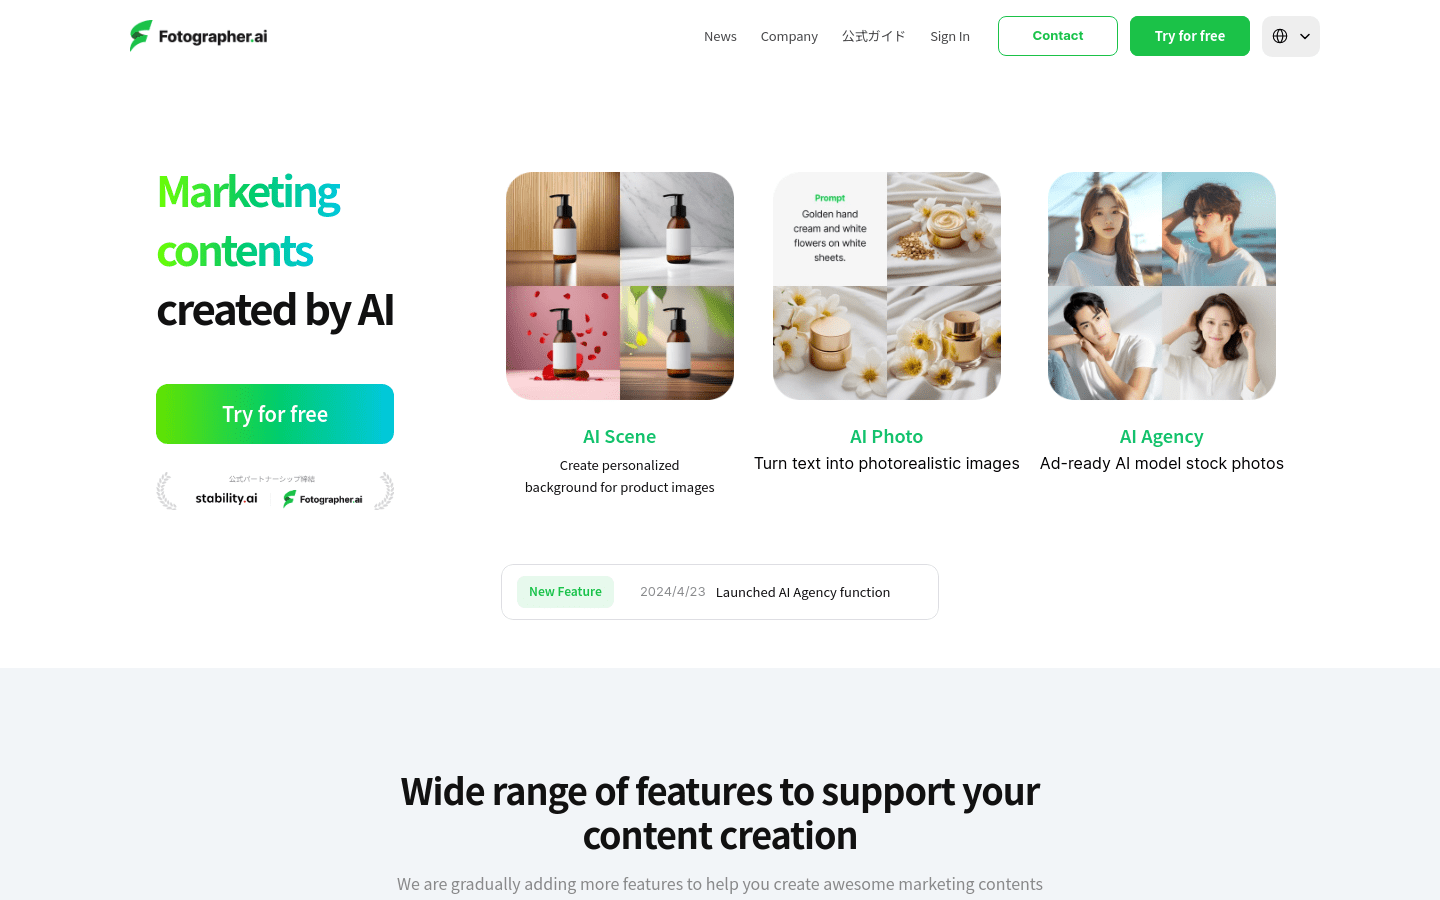 Fotographer.ai
News
Company
公式ガイド
Sign In
Contact
Try for free
Marketing
contents
created by AI
Try for free
公式パートナーシップ締結
stability.ai
Fotographer.ai
Prompt
Golden hand
cream and white
flowers on white
sheets.
AI Scene
Create personalized
background for product images
AI Photo
Turn text into photorealistic images
AI Agency
Ad-ready AI model stock photos
New Feature
2024/4/23
Launched AI Agency function
Wide range of features to support your
content creation
We are gradually adding more features to help you create awesome marketing contents